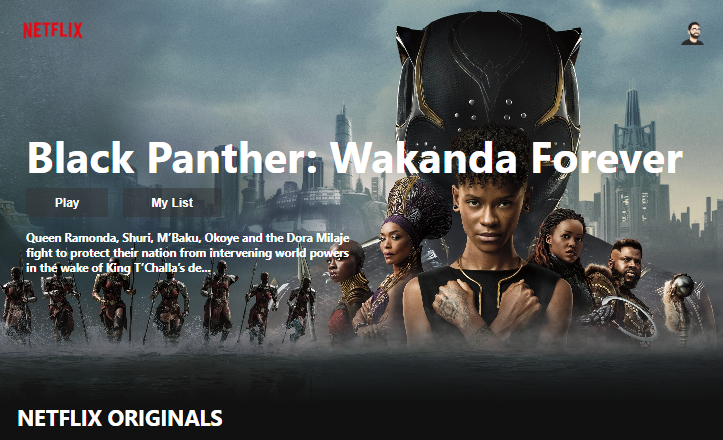 NETFLIX
Black Panther: Wakanda Forever
Play
My List
Queen Ramonda, Shuri, M’Baku, Okoye and the Dora Milaje
fight to protect their nation from intervening world powers
in the wake of King T’Challa’s de...
NETFLIX ORIGINALS